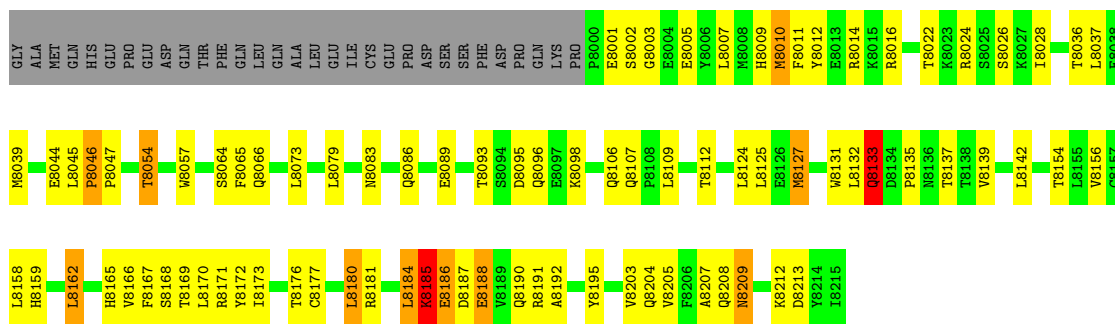 GLY ALA MET GLN HIS PRO GLU PRO GLU ASP ALA GLN THR PHE GLN LEU GLN ALA LEU GLU ILE CYS GLU PRO ASP SER SER PHE ASP PRO GLN LYS PRO P8000 E8001 S8002 G8003 E8004 E8005 Y8006 L8007 M8008 H8009 M8010 F8011 Y8012 E8013 R8014 K8015 R8016 T8022 K8023 R8024 S8025 S8026 K8027 I8028 T8036 L8037
M8039 E8044 L8045 P8046 P8047 T8054 W8057 S8064 F8065 Q8066 L8073 L8079 N8083 Q8086 E8089 T8093 S8094 D8095 Q8096 E8097 K8098 Q8106 Q8107 P8108 L8109 T8112 L8124 L8125 E8126 M8127 W8131 L8132 Q8133 D8134 P8135 N8136 T8137 T8138 V8139 L8142 T8154 L8155 V8156
L8158 H8159 L8162 H8165 V8166 F8167 S8168 T8169 L8170 R8171 Y8172 I8173 T8176 C8177 L8180 R8181 L8184 K8185 E8186 D8187 E8188 V8189 Q8190 R8191 A8192 Y8195 V8203 Q8204 V8205 F8206 A8207 Q8208 N8209 K8212 D8213 Y8214 I8215